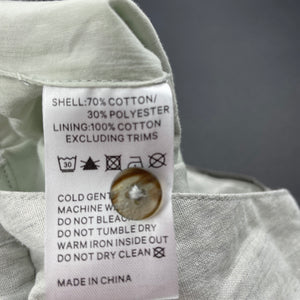 SHELL:70% COTTON/
30% POLYESTER
LINING:100% COTTON
EXCLUDING TRIMS
30
COLD
MACHINE
DO NOT
DO NOT TUMBLE DRY
WARM IRON INSIDE OUT
DO NOT DRY CLEAN
MADE IN CHINA